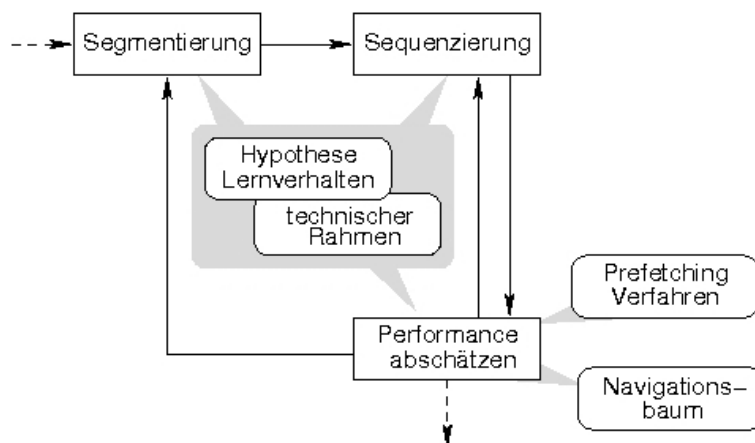 Segmentierung
Sequenzierung
Hypothese
Lernverhalten
technischer
Rahmen
Prefetching
Verfahren
Performance
abschätzen
Navigations–
baum